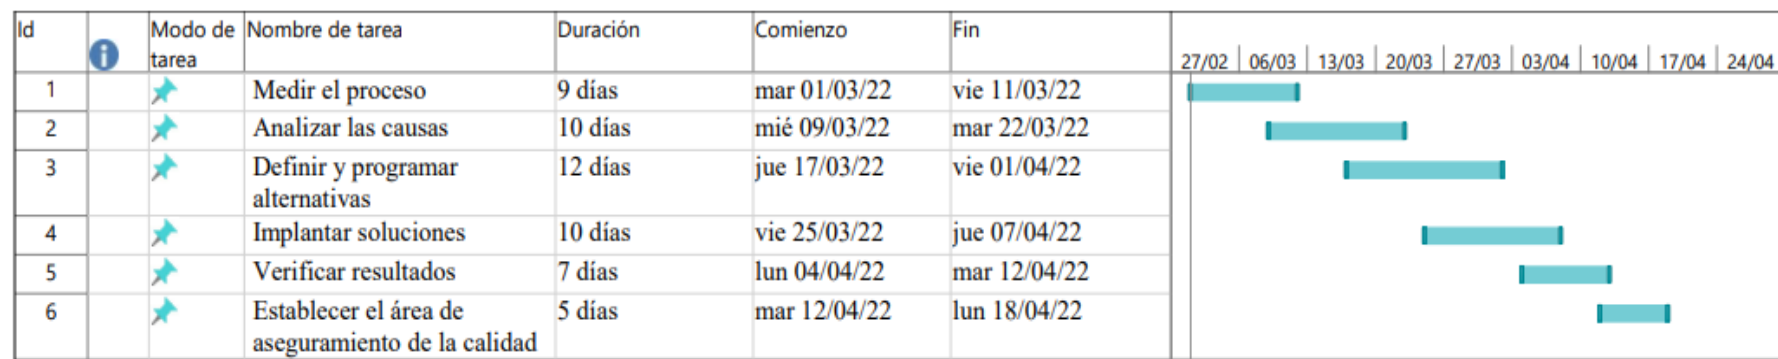 Id Modo de Nombre de tarea Duración Comienzo Fin
i tarea 27/02 06/03 13/03 20/03 27/03 03/04 10/04 17/04 24/04
1 Medir el proceso 9 días mar 01/03/22 vie 11/03/22
2 Analizar las causas 10 días mié 09/03/22 mar 22/03/22
3 Definir y programar 12 días jue 17/03/22 vie 01/04/22
alternativas
4 Implantar soluciones 10 días vie 25/03/22 jue 07/04/22
5 Verificar resultados 7 días lun 04/04/22 mar 12/04/22
6 Establecer el área de 5 días mar 12/04/22 lun 18/04/22
aseguramiento de la calidad